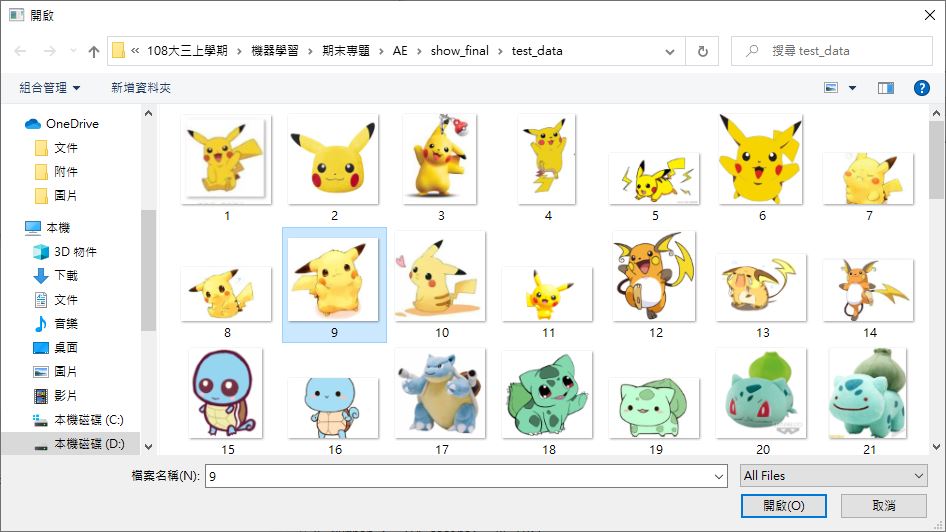 開啟
« 108大三上學期 › 機器學習 › 期末專題 › AE › show_final › test_data
搜尋 test_data
組合管理
新增資料夾
OneDrive
文件
附件
圖片
本機
3D 物件
下載
文件
音樂
桌面
圖片
影片
本機磁碟 (C:)
本機磁碟 (D:)
1 2 3 4 5 6 7
8 9 10 11 12 13 14
15 16 17 18 19 20 21
檔案名稱(N):
9
All Files
開啟(O)
取消